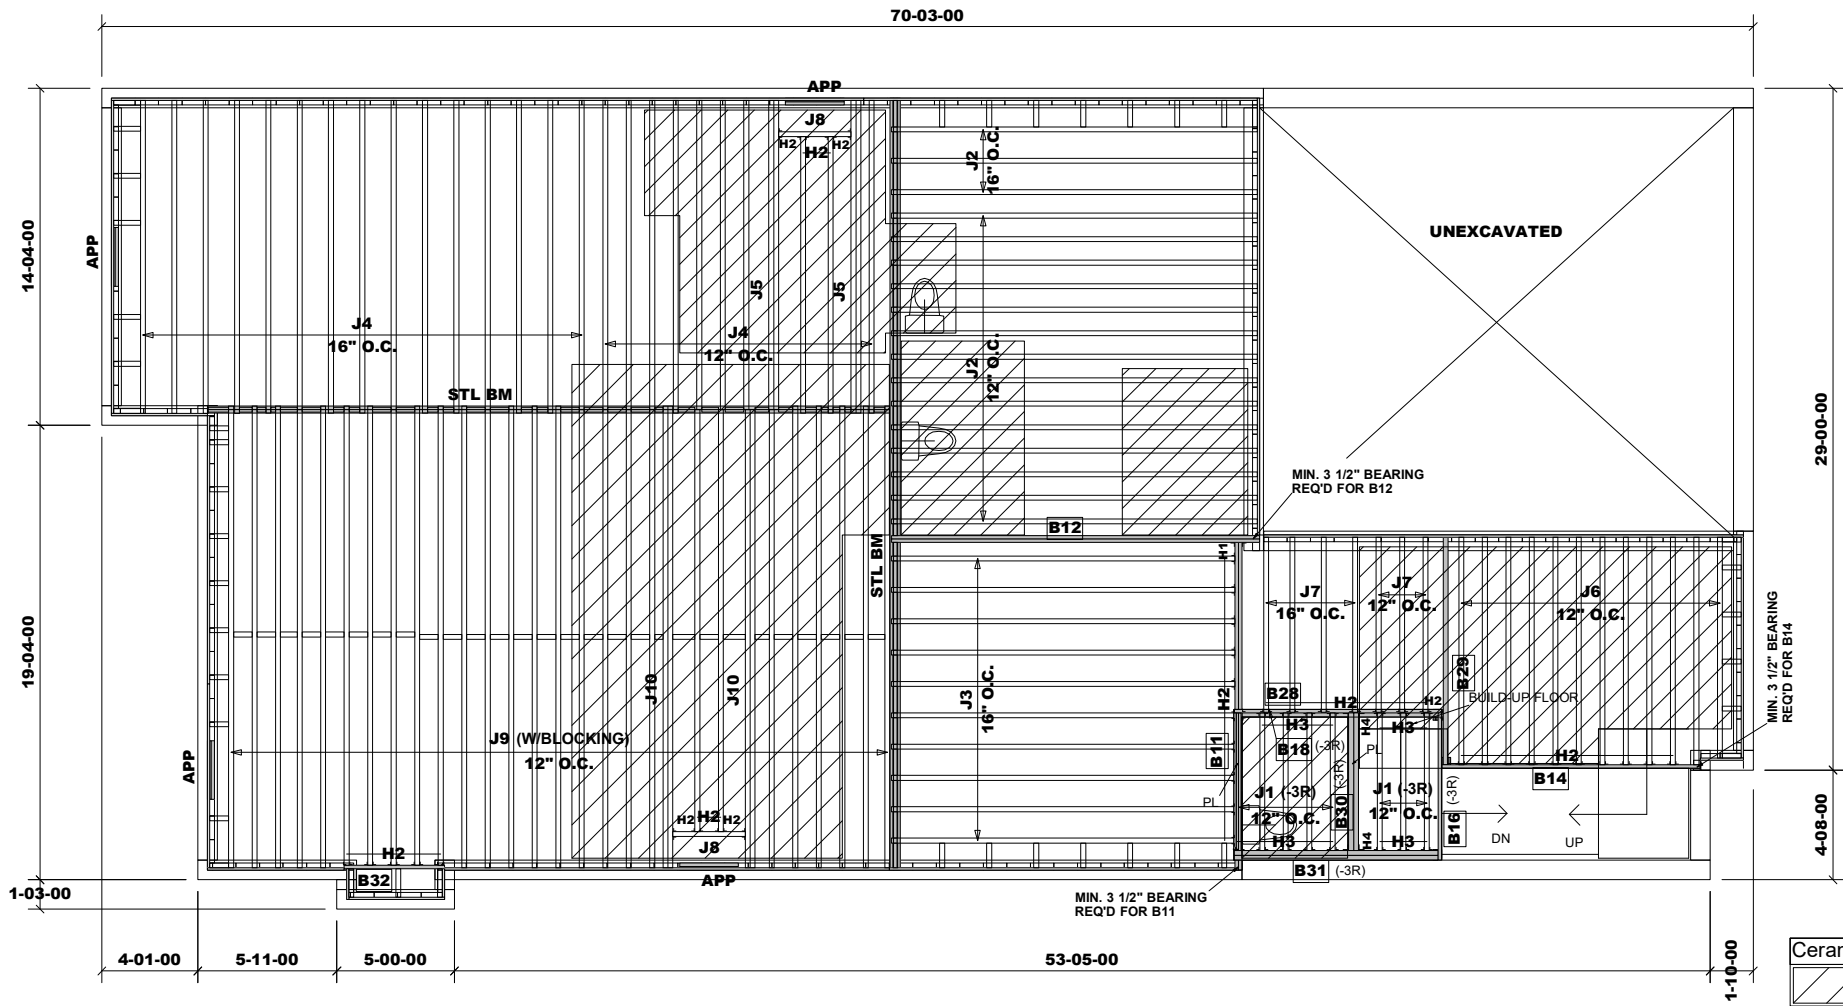 70-03-00
APP
J8
H2 H2
H2
J2
16" O.C.
UNEXCAVATED
14-04-00
APP
J5
J5
J4
16" O.C.
J4
12" O.C.
J2
12" O.C.
STL BM
29-00-00
MIN. 3 1/2" BEARING
REQ'D FOR B12
B12
STL BM
H1
J7
16" O.C.
J7
12" O.C.
J6
12" O.C.
MIN. 3 1/2" BEARING
REQ'D FOR B14
19-04-00
J10
J10
J3
16" O.C.
H2
B28
H2
H2
B29
BUILD-UP FLOOR
H3
H4
H3
J9 (W/BLOCKING)
12" O.C.
APP
B11
B18 (-3R)
PL
H2
B14
PL
J1 (-3R)
12" O.C.
B30 (-3R)
J1 (-3R)
12" O.C.
B16 (-3R)
DN
UP
4-08-00
H2 H2 H2
J8
H3
H4
H3
H2
B32
APP
B31 (-3R)
1-03-00
MIN. 3 1/2" BEARING
REQ'D FOR B11
4-01-00
5-11-00
5-00-00
53-05-00
1-10-00